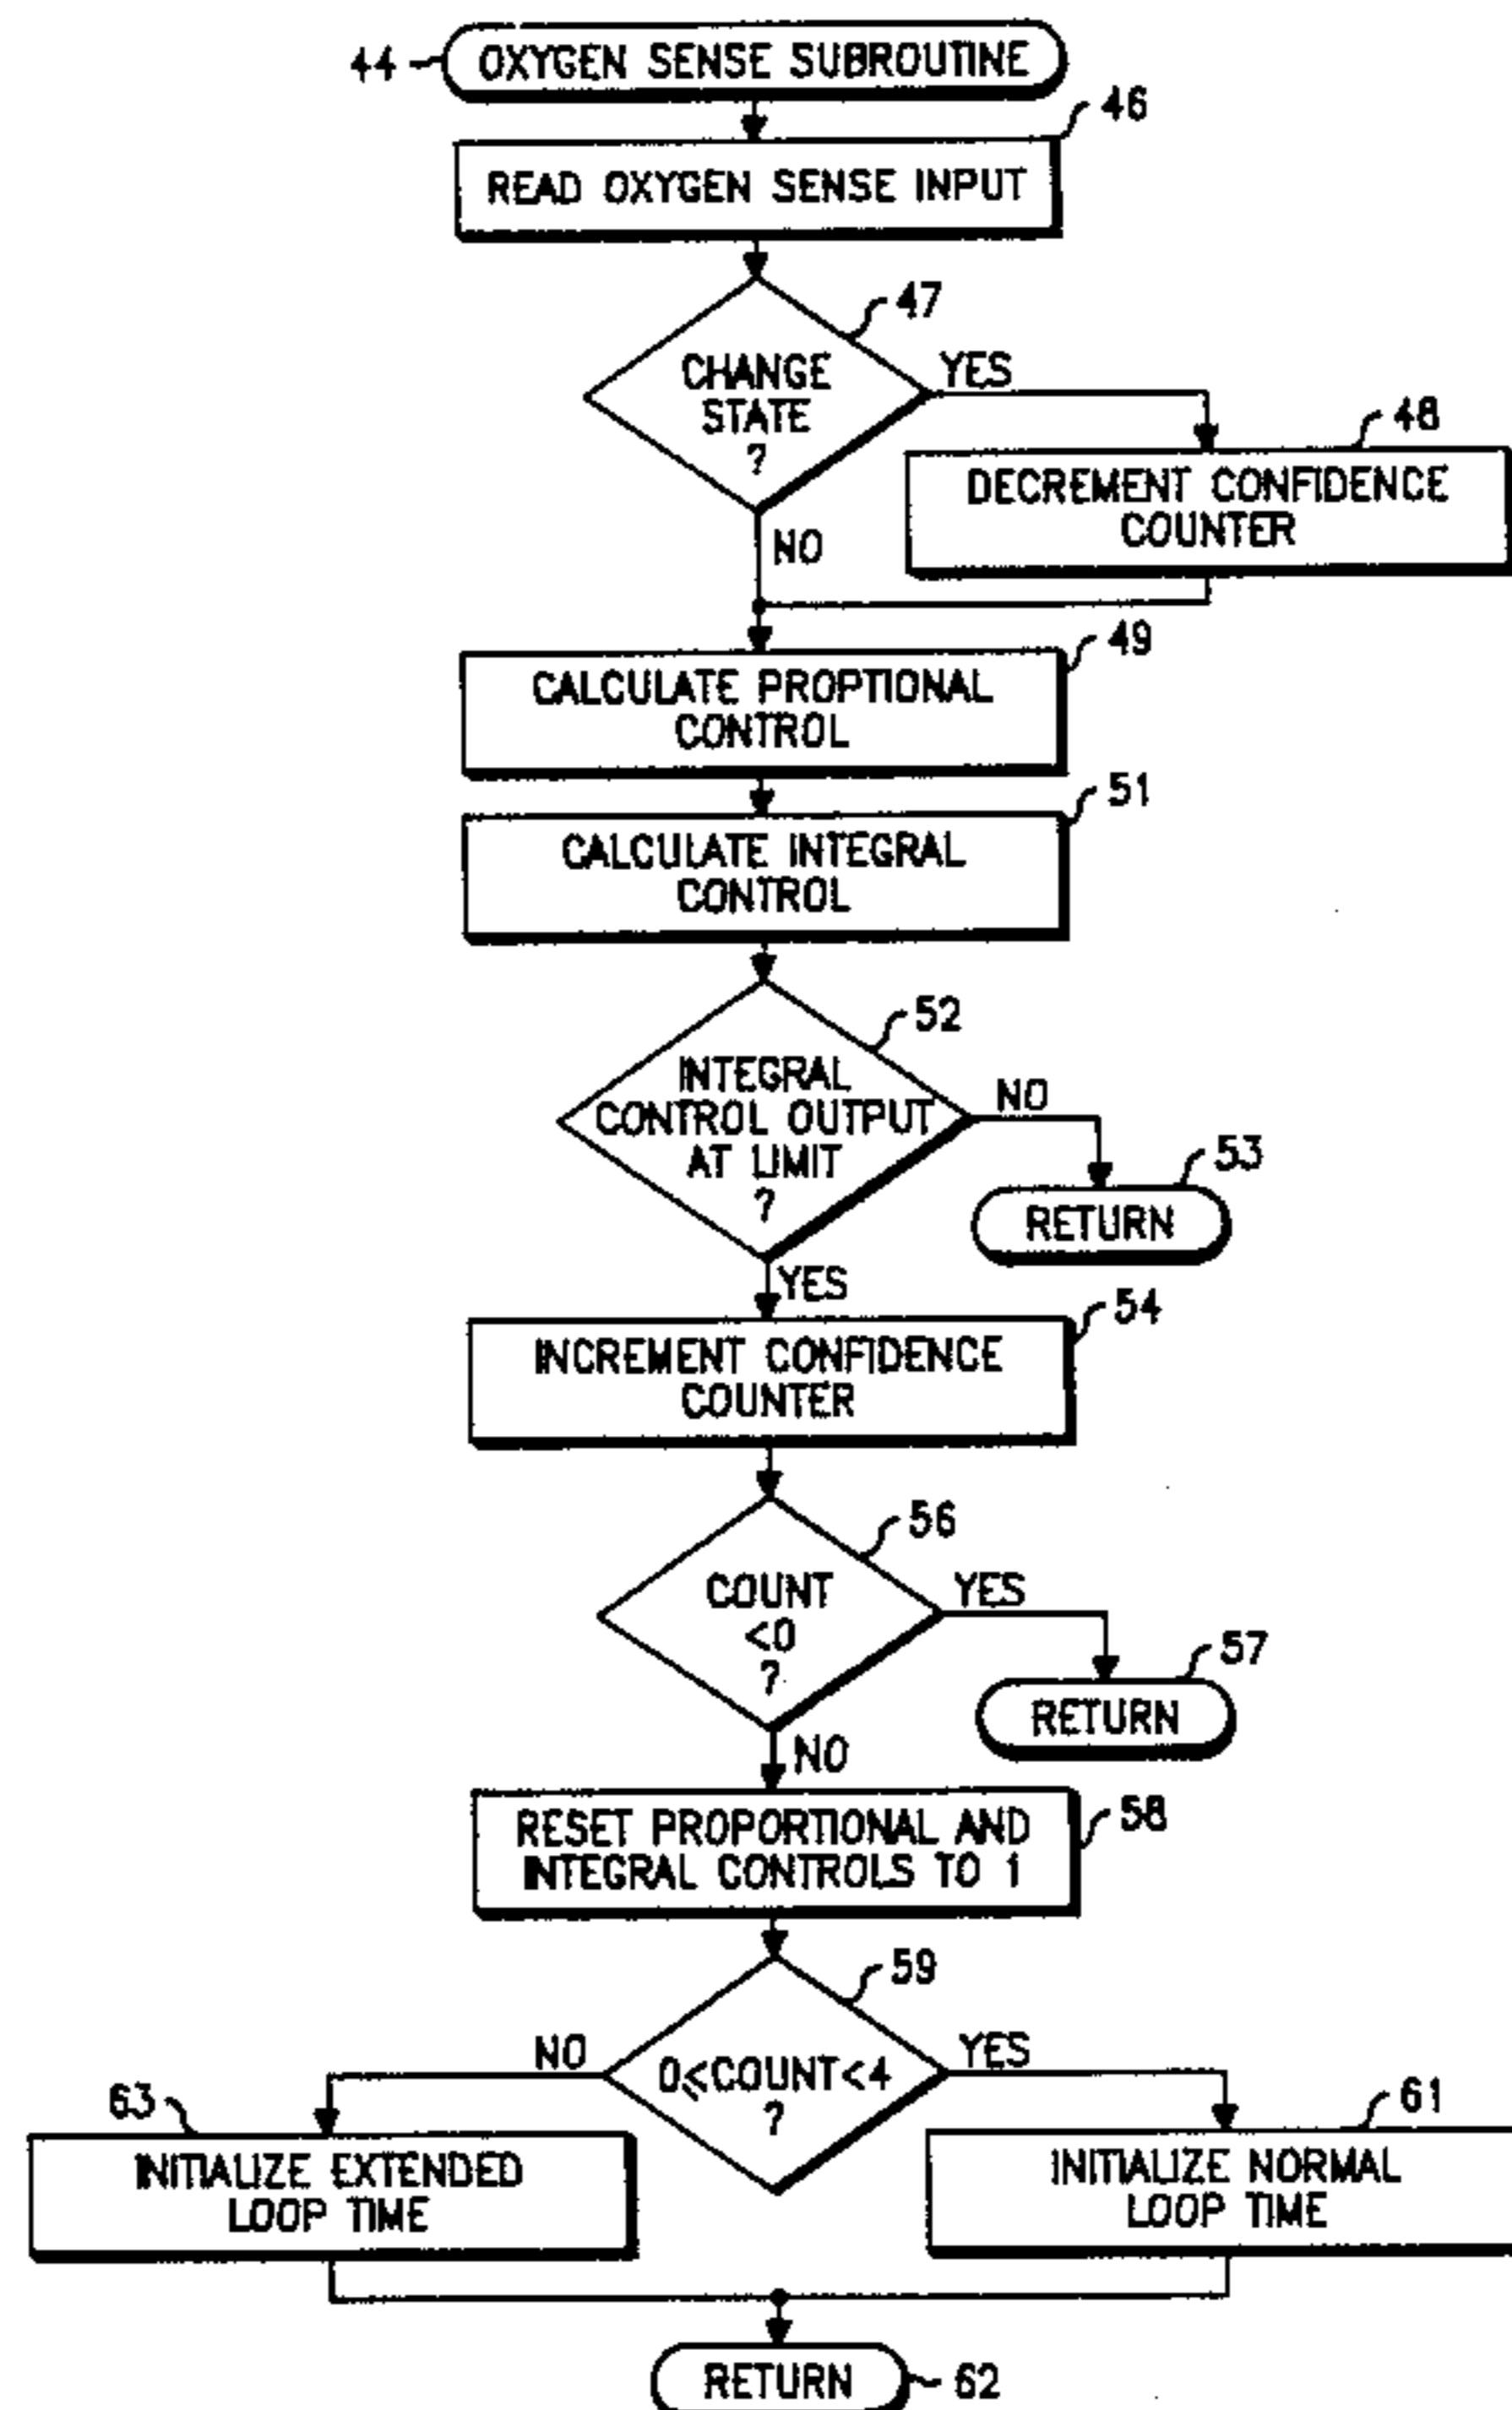 44
OXYGEN SENSE SUBROUTINE
46
READ OXYGEN SENSE INPUT
47
CHANGE
STATE
?
YES
48
DECREMENT CONFIDENCE
COUNTER
NO
49
CALCULATE PROPTIONAL
CONTROL
51
CALCULATE INTEGRAL
CONTROL
52
INTEGRAL
CONTROL OUTPUT
AT LIMIT
?
NO
53
RETURN
YES
54
INCREMENT CONFIDENCE
COUNTER
56
COUNT
<0
?
YES
57
RETURN
NO
58
RESET PROPORTIONAL AND
INTEGRAL CONTROLS TO 1
59
0≤COUNT<4
?
NO
YES
63
INITIALIZE EXTENDED
LOOP TIME
61
INITIALIZE NORMAL
LOOP TIME
RETURN
62